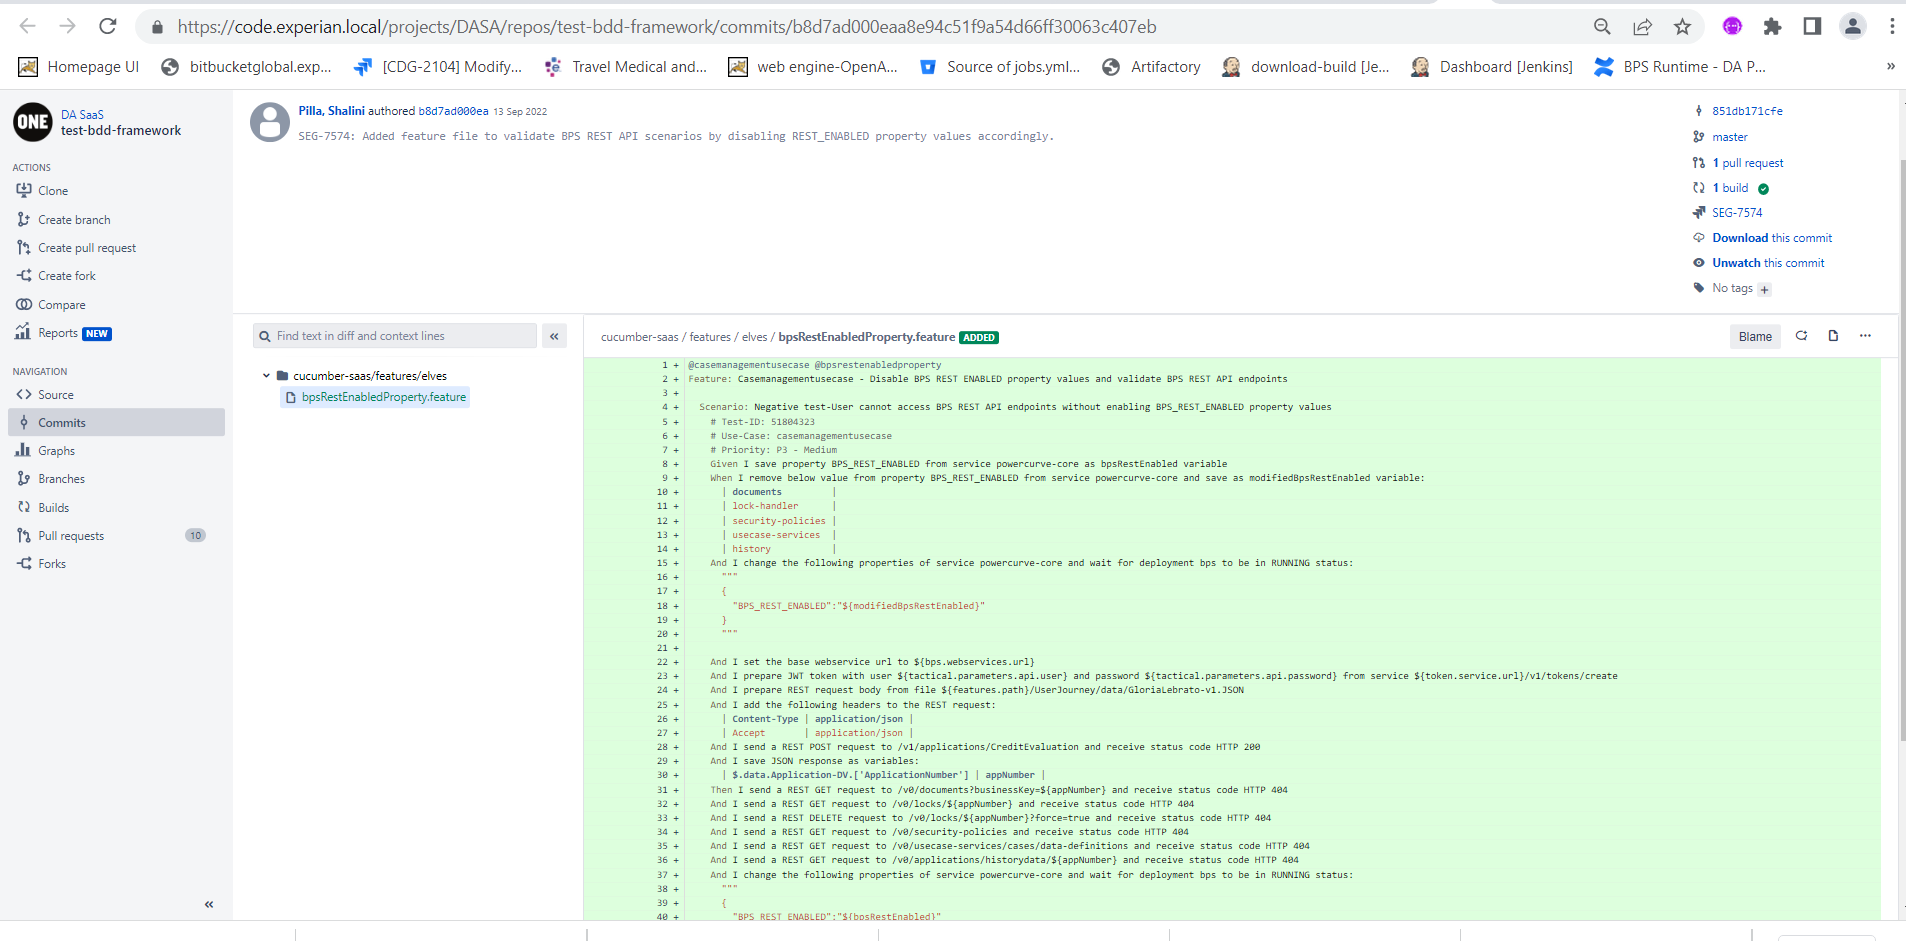 https://code.experian.local/projects/DASA/repos/test-bdd-framework/commits/b8d7ad000eaa8e94c51f9a54d66ff30063c407eb
Homepage UI
bitbucketglobal.exp...
[CDG-2104] Modify,...
Travel Medical and...
web engine-OpenA...
Source of jobs.yml...
Artifactory
download-build [Je...
Dashboard [Jenkins]
BPS Runtime - DA P...
»
ONE
DA SaaS
test-bdd-framework
ACTIONS
Clone
Create branch
Create pull request
Create fork
Compare
Reports NEW
NAVIGATION
Source
Commits
Graphs
Branches
Builds
Pull requests 10
Forks
«
Pilla, Shalini authored b8d7ad000ea 13 Sep 2022
SEG-7574: Added feature file to validate BPS REST API scenarios by disabling REST_ENABLED property values accordingly.
851db171cfe
master
1 pull request
1 build
SEG-7574
Download this commit
Unwatch this commit
No tags +
Find text in diff and context lines
«
cucumber-saas/features/elves
bpsRestEnabledProperty.feature
cucumber-saas / features / elves / bpsRestEnabledProperty.feature ADDED
Blame
1 + @casemanagementusecase @bpsrestenabledproperty
2 + Feature: Casemanagementusecase - Disable BPS REST ENABLED property values and validate BPS REST API endpoints
3 +
4 + Scenario: Negative test-User cannot access BPS REST API endpoints without enabling BPS_REST_ENABLED property values
5 + # Test-ID: 51804323
6 + # Use-Case: casemanagementusecase
7 + # Priority: P3 - Medium
8 + Given I save property BPS_REST_ENABLED from service powercurve-core as bpsRestEnabled variable
9 + When I remove below value from property BPS_REST_ENABLED from service powercurve-core and save as modifiedBpsRestEnabled variable:
10 + | documents |
11 + | lock-handler |
12 + | security-policies |
13 + | usecase-services |
14 + | history |
15 + And I change the following properties of service powercurve-core and wait for deployment bps to be in RUNNING status:
16 + """
17 + {
18 + "BPS_REST_ENABLED":"${modifiedBpsRestEnabled}"
19 + }
20 + """
21 +
22 + And I set the base webservice url to ${bps.webservices.url}
23 + And I prepare JWT token with user ${tactical.parameters.api.user} and password ${tactical.parameters.api.password} from service ${token.service.url}/v1/tokens/create
24 + And I prepare REST request body from file ${features.path}/UserJourney/data/GloriaLebrato-v1.JSON
25 + And I add the following headers to the REST request:
26 + | Content-Type | application/json |
27 + | Accept | application/json |
28 + And I send a REST POST request to /v1/applications/CreditEvaluation and receive status code HTTP 200
29 + And I save JSON response as variables:
30 + | $.data.Application-DV.['ApplicationNumber'] | appNumber |
31 + Then I send a REST GET request to /v0/documents?businessKey=${appNumber} and receive status code HTTP 404
32 + And I send a REST GET request to /v0/locks/${appNumber} and receive status code HTTP 404
33 + And I send a REST DELETE request to /v0/locks/${appNumber}?force=true and receive status code HTTP 404
34 + And I send a REST GET request to /v0/security-policies and receive status code HTTP 404
35 + And I send a REST GET request to /v0/usecase-services/cases/data-definitions and receive status code HTTP 404
36 + And I send a REST GET request to /v0/applications/historydata/${appNumber} and receive status code HTTP 404
37 + And I change the following properties of service powercurve-core and wait for deployment bps to be in RUNNING status:
38 + """
39 + {
40 + "BPS_REST_ENABLED":"${bpsRestEnabled}"